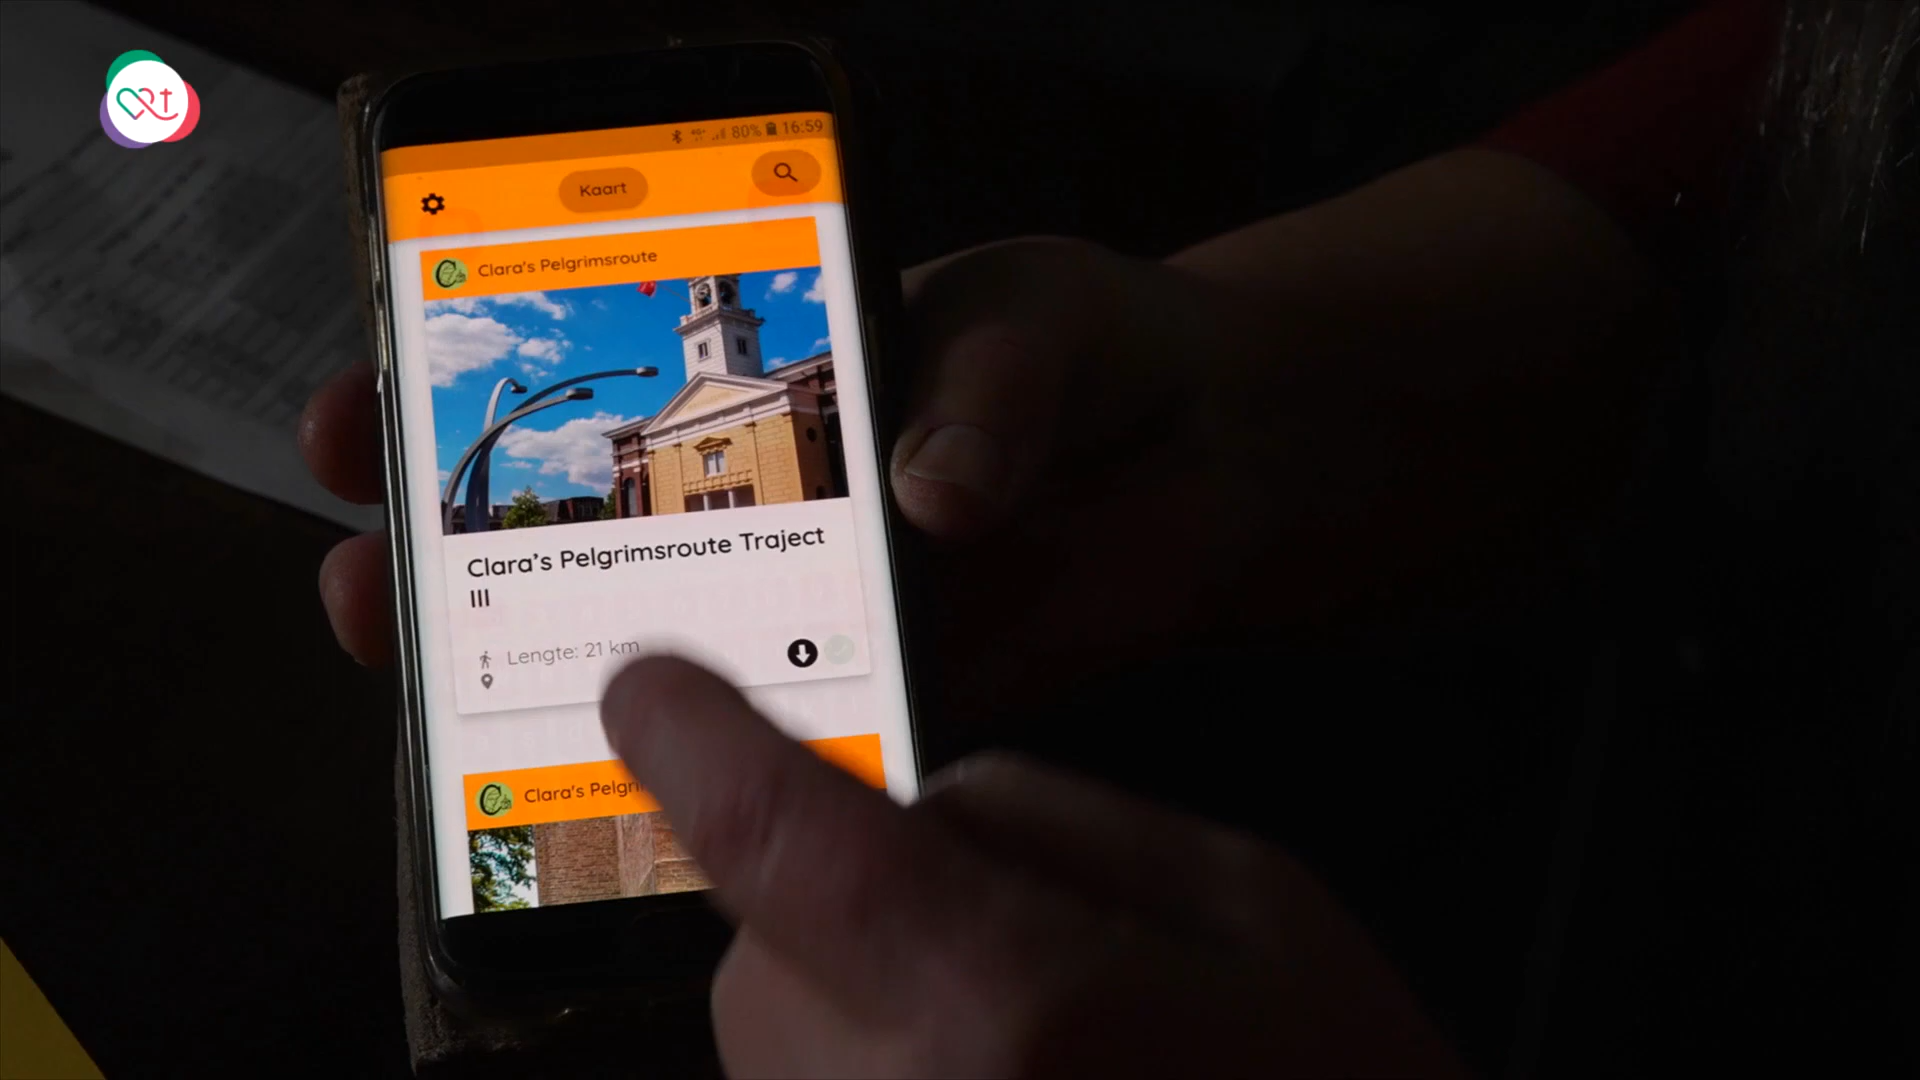 80% 16:59
Kaart
Clara's Pelgrimsroute
Clara's Pelgrimsroute Traject
III
Lengte: 21 km
Clara's Pelgri